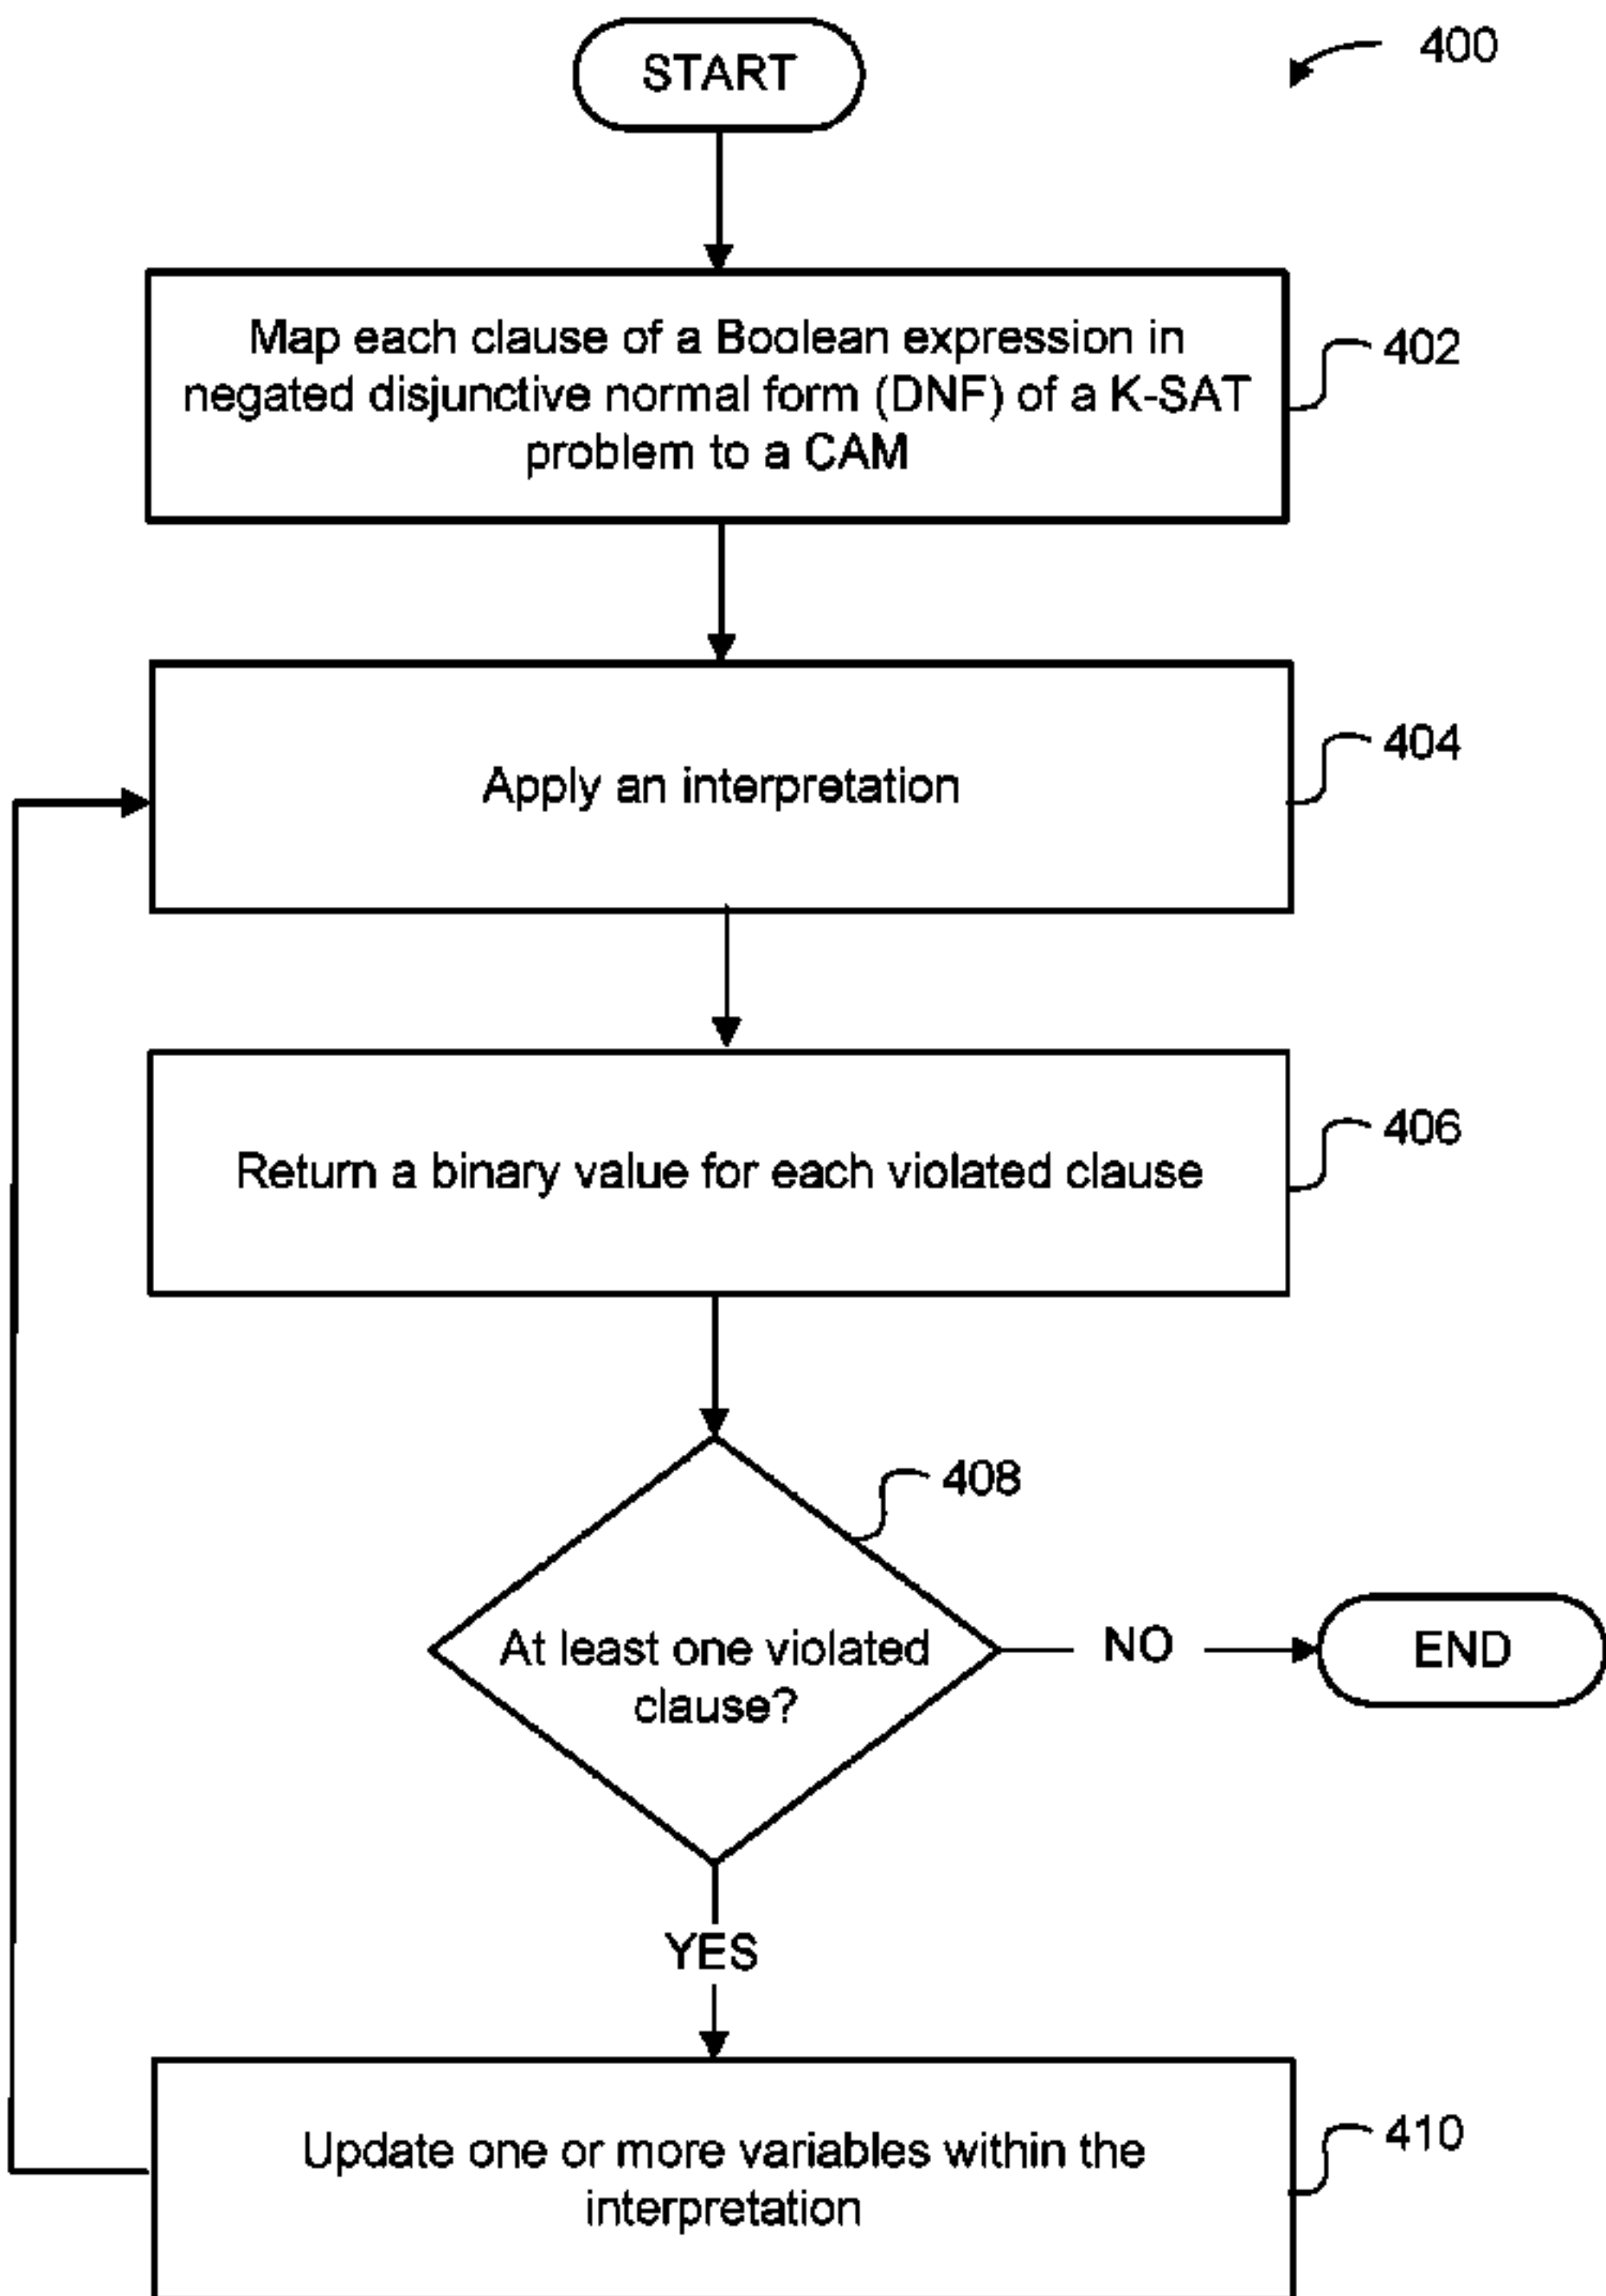 START
400
Map each clause of a Boolean expression in
negated disjunctive normal form (DNF) of a K-SAT
problem to a CAM
402
Apply an interpretation
404
Return a binary value for each violated clause
406
408
At least one violated
clause?
NO
END
YES
Update one or more variables within the
interpretation
410